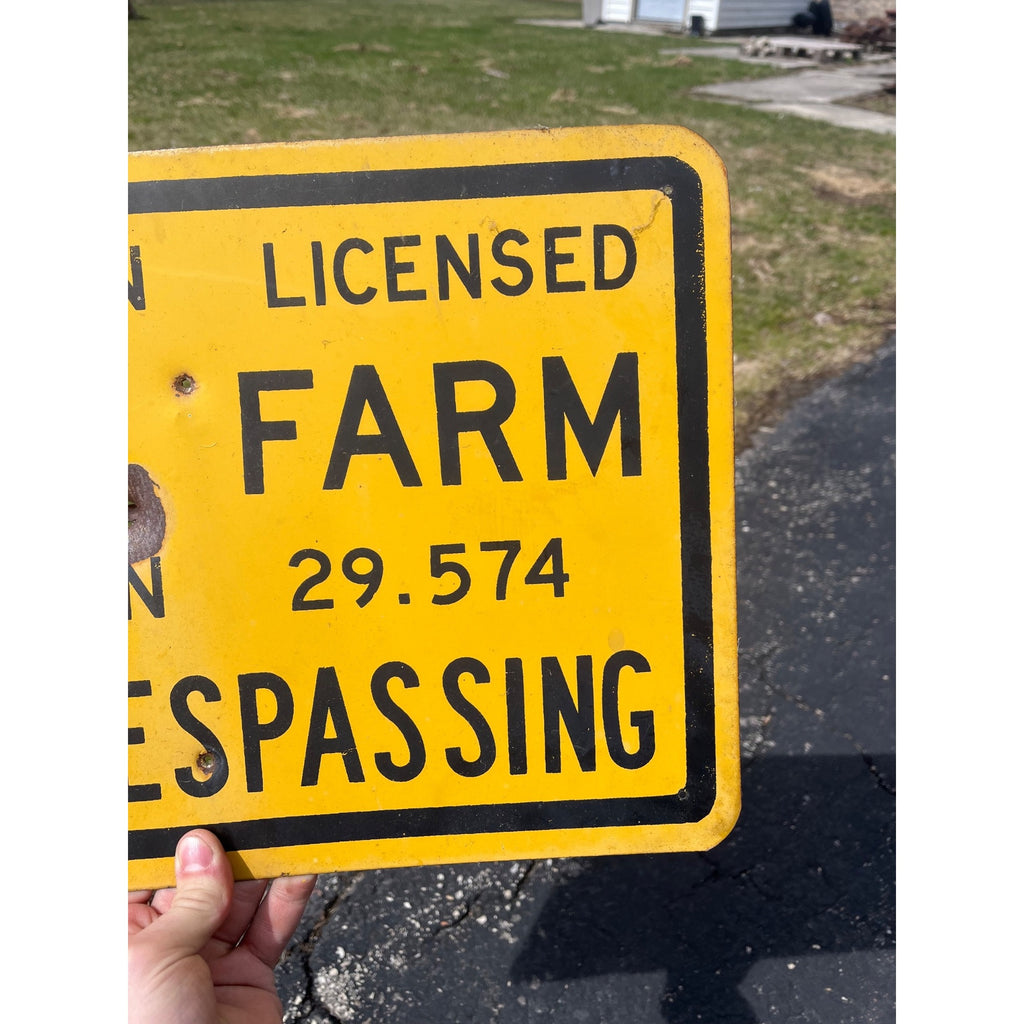 N LICENSED
FARM
N 29.574
ESPASSING